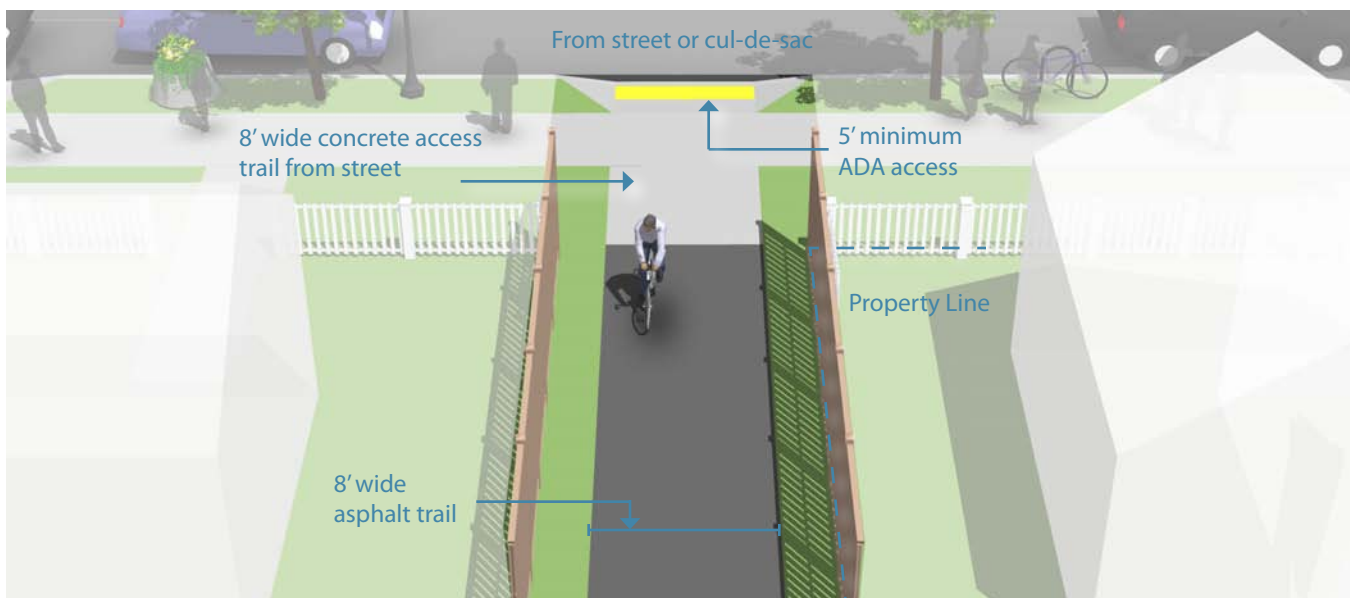 From street or cul-de-sac
8’ wide concrete access
trail from street
5’ minimum
ADA access
Property Line
8’ wide
asphalt trail